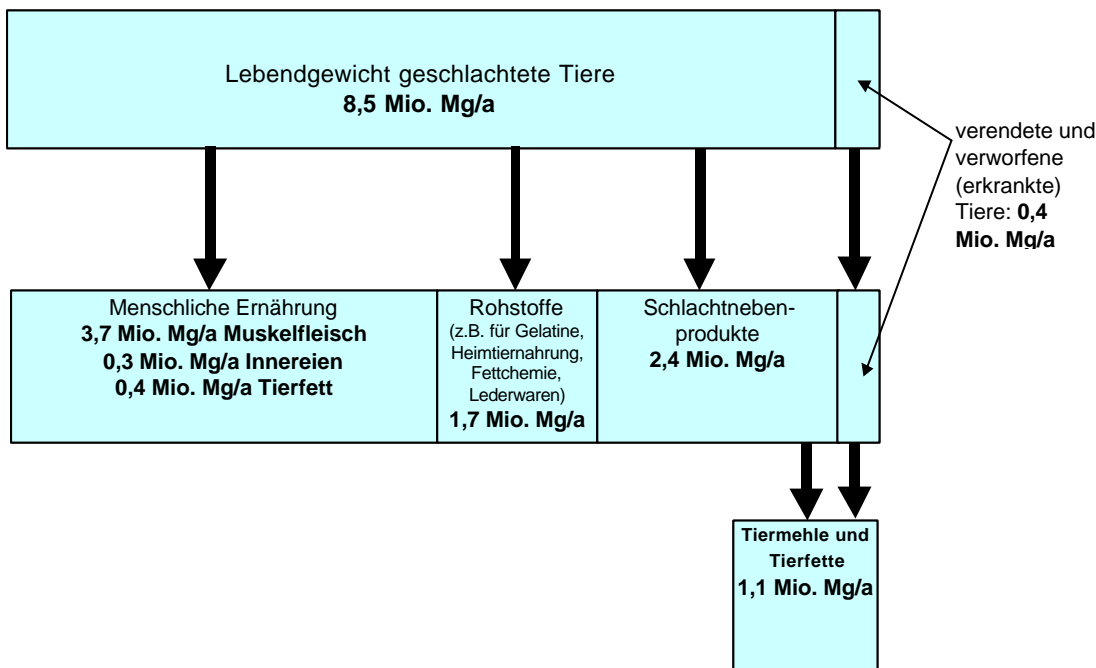 Lebendgewicht geschlachtete Tiere
8,5 Mio. Mg/a
verendete und
verworfene
(erkrankte)
Tiere: 0,4
Mio. Mg/a
Menschliche Ernährung
3,7 Mio. Mg/a Muskelfleisch
0,3 Mio. Mg/a Innereien
0,4 Mio. Mg/a Tierfett
Rohstoffe
(z.B. für Gelatine,
Heimtiernahrung,
Fettchemie,
Lederwaren)
1,7 Mio. Mg/a
Schlachtneben-
produkte
2,4 Mio. Mg/a
Tiermehle und
Tierfette
1,1 Mio. Mg/a